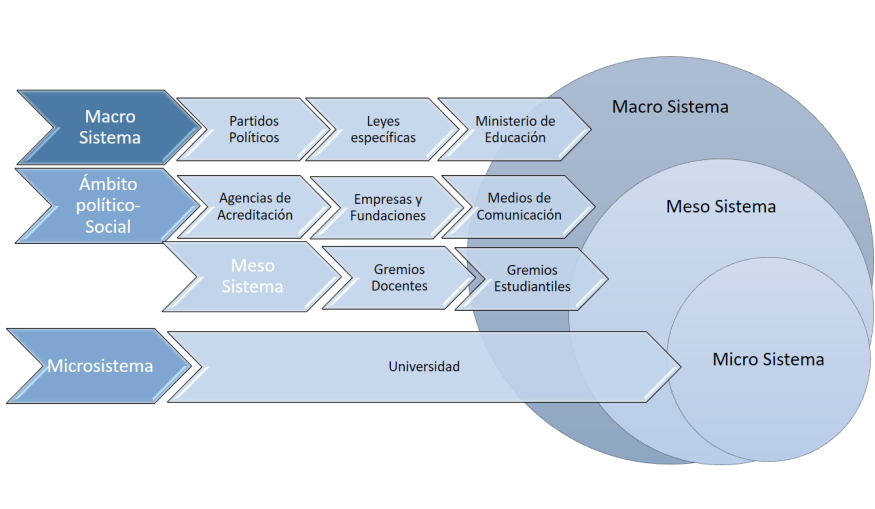 Macro
Sistema
Partidos
Políticos
Leyes
específicas
Ministerio de
Educación
Macro Sistema
Ámbito
político-
Social
Agencias de
Acreditación
Empresas y
Fundaciones
Medios de
Comunicación
Meso Sistema
Meso
Sistema
Gremios
Docentes
Gremios
Estudiantiles
Microsistema
Universidad
Micro Sistema